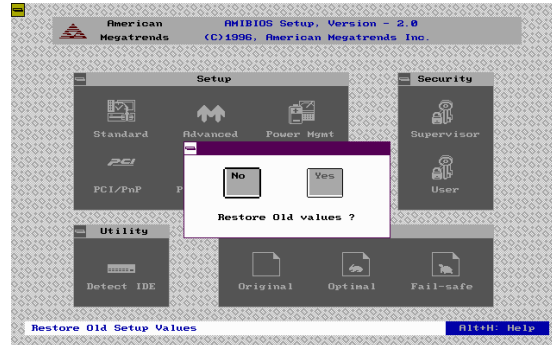 American Megatrends
AMIBIOS Setup, Version - 2.0
(C)1996, American Megatrends Inc.
Setup
Standard
Advanced
Power Mgmt
PCI
PCI/PnP
P
Security
Supervisor
User
No
Yes
Restore Old values ?
Utility
Detect IDE
Original
Optimal
Fail-safe
Restore Old Setup Values
Alt+H: Help